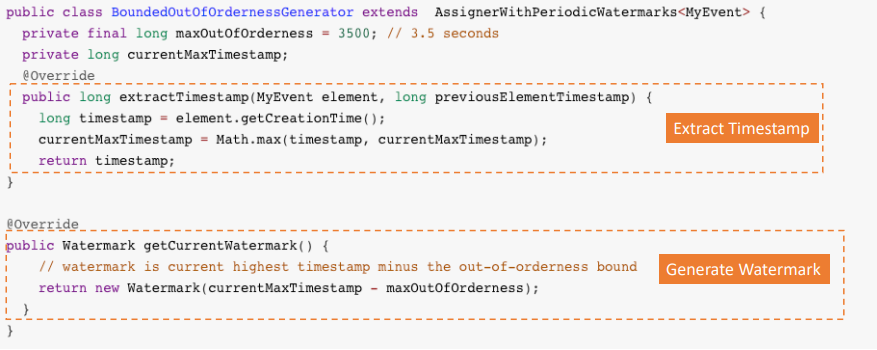 public class BoundedOutOfOrdernessGenerator extends  AssignerWithPeriodicWatermarks<MyEvent> {
  private final long maxOutOfOrderness = 3500; // 3.5 seconds
  private long currentMaxTimestamp;
  @Override
  public long extractTimestamp(MyEvent element, long previousElementTimestamp) {
    long timestamp = element.getCreationTime();
    currentMaxTimestamp = Math.max(timestamp, currentMaxTimestamp);
    return timestamp;
Extract Timestamp
}
@Override
public Watermark getCurrentWatermark() {
    // watermark is current highest timestamp minus the out-of-orderness bound
    return new Watermark(currentMaxTimestamp - maxOutOfOrderness);
Generate Watermark
  }
}